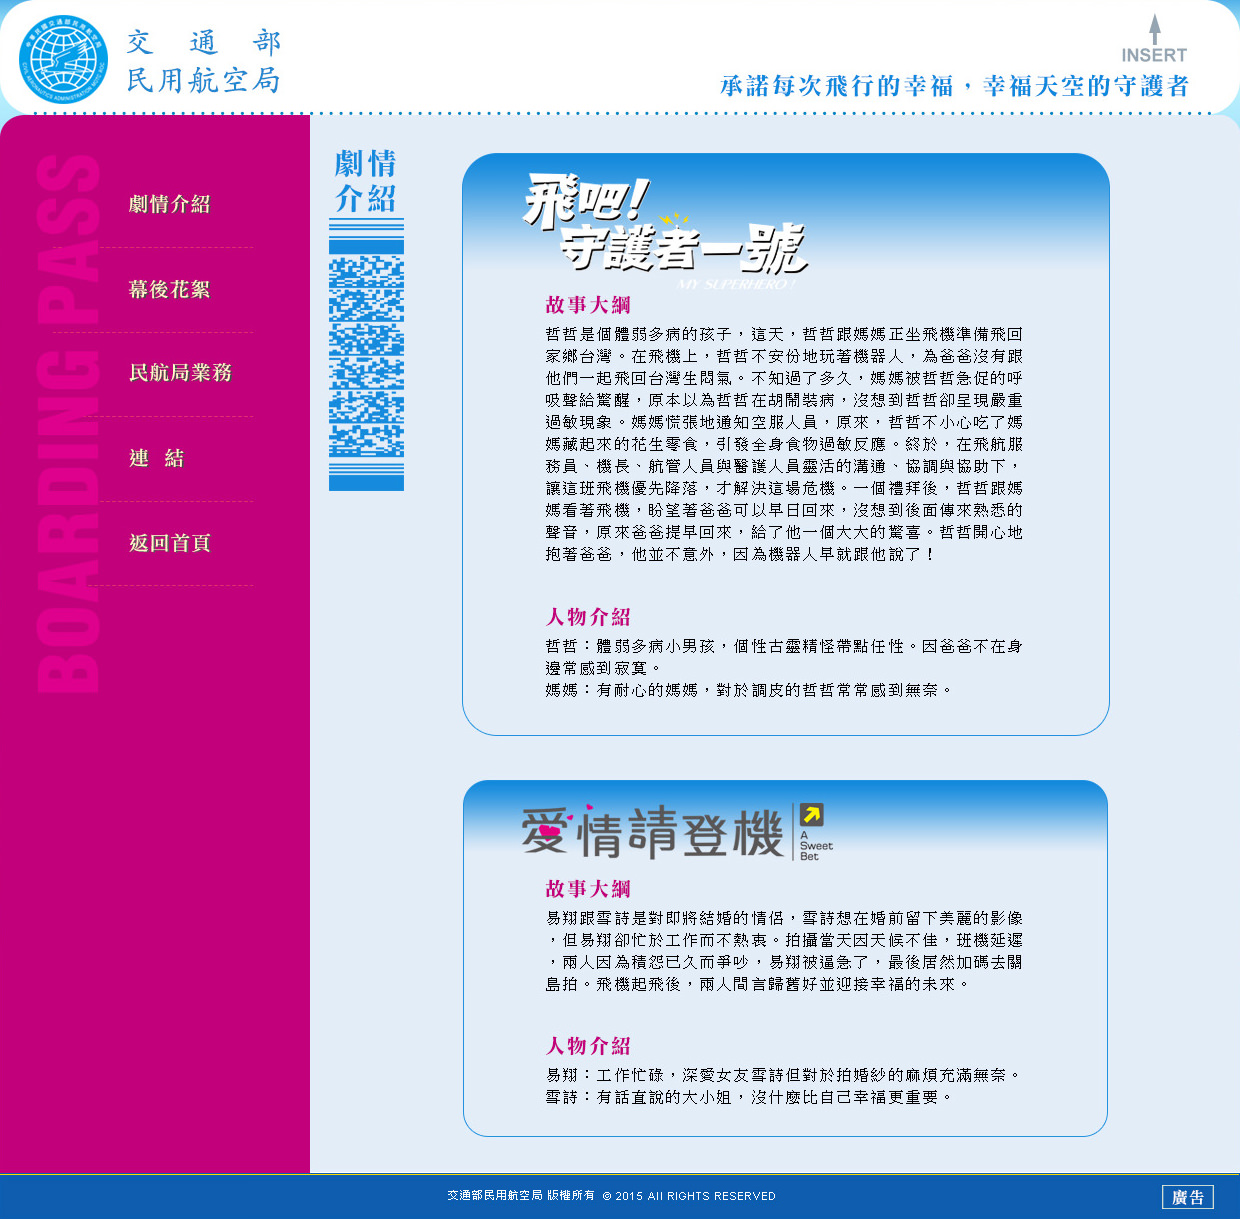 交通部
民用航空局
INSERT
承諾每次飛行的幸福，幸福天空的守護者
BOARDING PASS
劇情介紹
幕後花絮
民航局業務
連 結
返回首頁
劇情
介紹
飛吧！
守護者一號
MY SUPERHERO !
故事大綱
哲哲是個體弱多病的孩子，這天，哲哲跟媽媽正坐飛機準備飛回
家鄉台灣。在飛機上，哲哲不安份地玩著機器人，為爸爸沒有跟
他們一起飛回台灣生悶氣。不知過了多久，媽媽被哲哲急促的呼
吸聲給驚醒，原本以為哲哲在胡鬧裝病，沒想到哲哲卻呈現嚴重
過敏現象。媽媽慌張地通知空服人員，原來，哲哲不小心吃了媽
媽藏起來的花生零食，引發全身食物過敏反應。終於，在飛航服
務員、機長、航管人員與醫護人員靈活的溝通、協調與協助下，
讓這班飛機優先降落，才解決這場危機。一個禮拜後，哲哲跟媽
媽看著飛機，盼望著爸爸可以早日回來，沒想到後面傳來熟悉的
聲音，原來爸爸提早回來，給了他一個大大的驚喜。哲哲開心地
抱著爸爸，他並不意外，因為機器人早就跟他說了！
人物介紹
哲哲：體弱多病小男孩，個性古靈精怪帶點任性。因爸爸不在身
邊常感到寂寞。
媽媽：有耐心的媽媽，對於調皮的哲哲常常感到無奈。
愛情請登機
A
Sweet
Bet
故事大綱
易翔跟雪詩是對即將結婚的情侶，雪詩想在婚前留下美麗的影像
，但易翔卻忙於工作而不熱衷。拍攝當天因天候不佳，班機延遲
，兩人因為積怨已久而爭吵，易翔被逼急了，最後居然加碼去關
島拍。飛機起飛後，兩人間言歸舊好並迎接幸福的未來。
人物介紹
易翔：工作忙碌，深愛女友雪詩但對於拍婚紗的麻煩充滿無奈。
雪詩：有話直說的大小姐，沒什麼比自己幸福更重要。
交通部民用航空局 版權所有 © 2015 All RIGHTS RESERVED
廣告